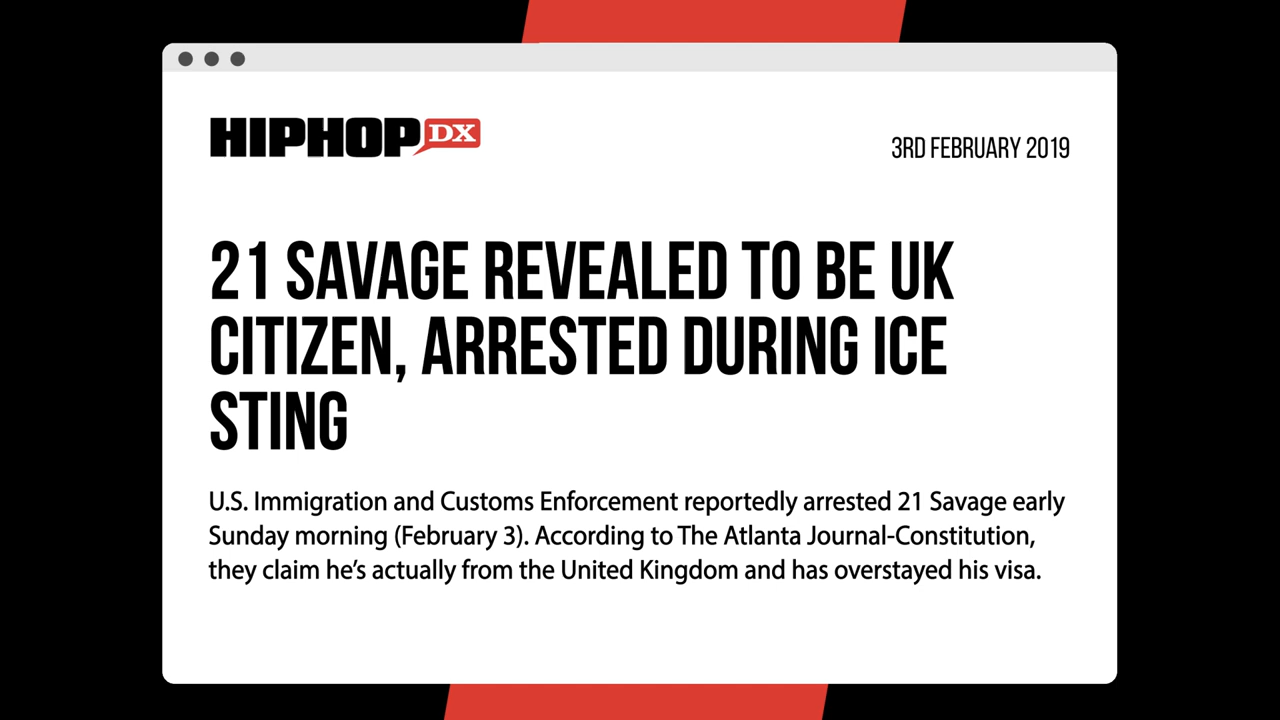 HIPHOPDX
3RD FEBRUARY 2019
21 SAVAGE REVEALED TO BE UK
CITIZEN, ARRESTED DURING ICE
STING
U.S. Immigration and Customs Enforcement reportedly arrested 21 Savage early
Sunday morning (February 3). According to The Atlanta Journal-Constitution,
they claim he's actually from the United Kingdom and has overstayed his visa.